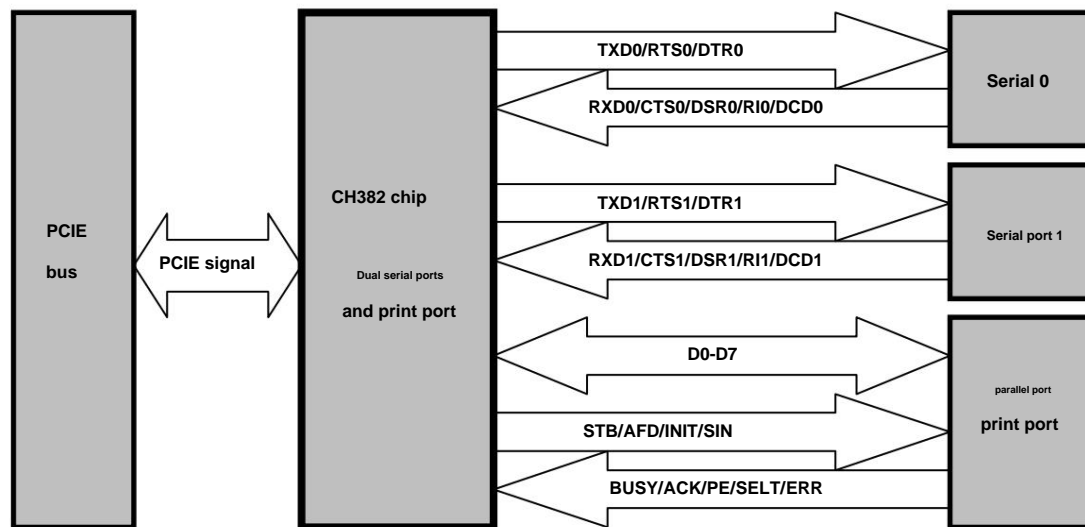 PCIE
bus
PCIE signal
CH382 chip
Dual serial ports
and print port
TXD0/RTS0/DTR0
RXD0/CTS0/DSR0/RI0/DCD0
Serial 0
TXD1/RTS1/DTR1
RXD1/CTS1/DSR1/RI1/DCD1
Serial port 1
D0-D7
STB/AFD/INIT/SIN
BUSY/ACK/PE/SELT/ERR
parallel port
print port